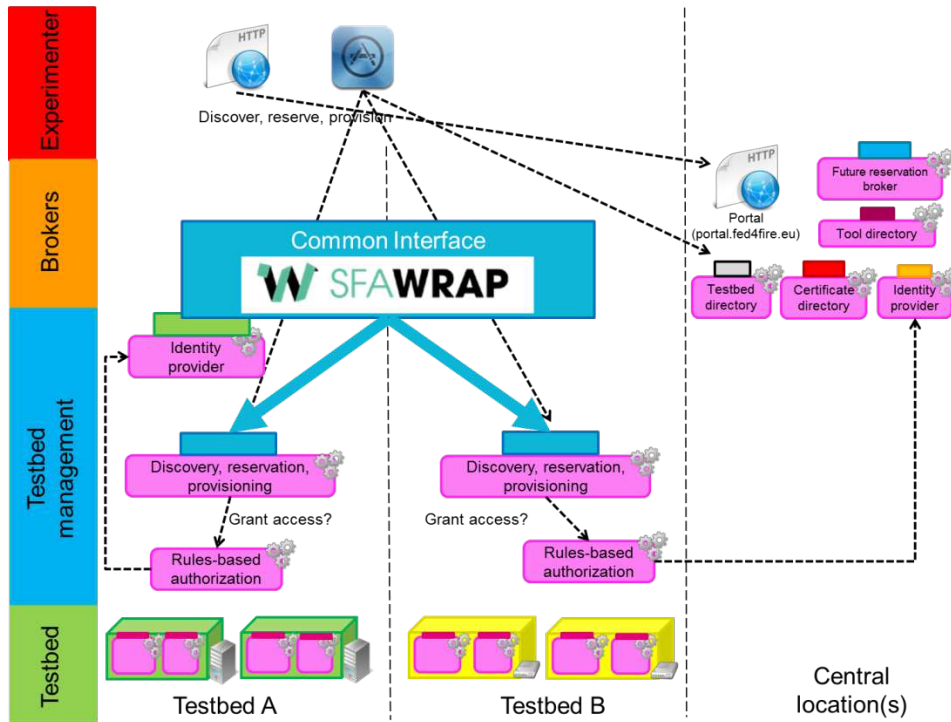 Experimenter
HTTP
Discover, reserve, provision
Brokers
HTTP
Portal
(portal.fed4fire.eu)
Future reservation
broker
Tool directory
Testbed
directory
Certificate
directory
Identity
provider
Common Interface
SFAWRAP
Testbed
management
Identity
provider
Discovery, reservation,
provisioning
Discovery, reservation,
provisioning
Grant access?
Grant access?
Rules-based
authorization
Rules-based
authorization
Testbed
Testbed A
Testbed B
Central
location(s)